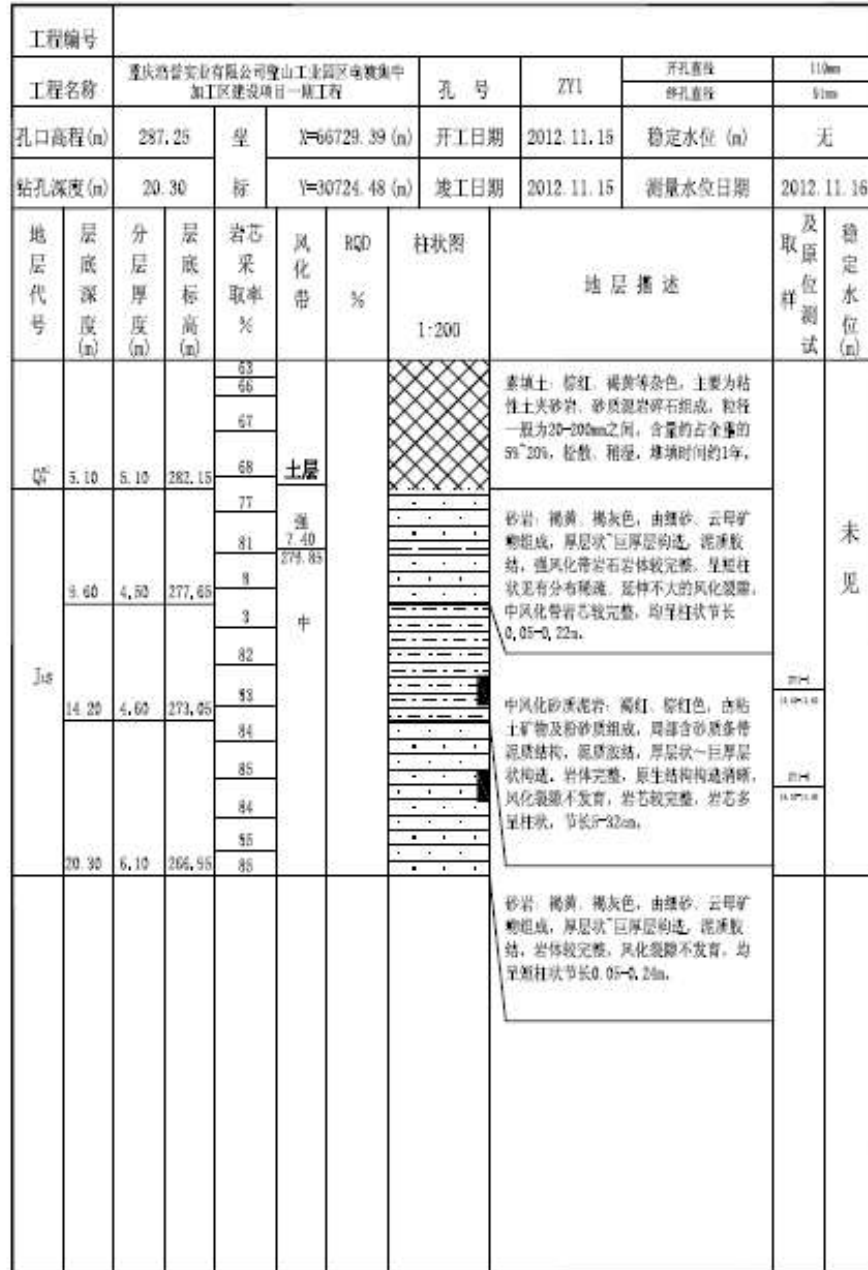 工程编号
工程名称 重庆 实业有限公司璧山工业园区电镀集中
加工区建设项目一期工程
孔 号 ZY1 开孔直径 110mm
终孔直径 91mm
孔口高程(m) 287.25 坐 X=66729.39(m) 开工日期 2012.11.15 稳定水位(m) 无
钻孔深度(m) 20.30 标 Y=30724.48(m) 竣工日期 2012.11.15 测量水位日期 2012.11.16
地层代号 层底深度(m) 分层厚度(m) 层底标高(m) 岩芯采取率% 风化带 RQD % 柱状图 1:200 地层描述 取样及原位测试 稳定水位(m)
63
66
67
68
77
81
8
3
82
83
84
85
84
85
85
5.10 5.10 282.15
9.60 4.50 277.65
J₂s
14.20 4.60 273.05
20.30 6.10 266.95
土层
强
7.40
279.85
中
素填土：棕红、褐黄等杂色，主要为粘
性土夹砂岩、砂质泥岩碎石组成，粒径
一般为20-200mm之间，含量约占全重的
5%~20%，松散、稍湿，堆填时间约1年。
砂岩：褐黄、褐灰色，由细砂、云母矿
物组成，厚层状~巨厚层构造，泥质胶
结，强风化带岩石岩体较完整，呈短柱
状见有分布稀疏、延伸不大的风化裂隙，
中风化带岩芯较完整，均呈柱状节长
0.05-0.22m。
中风化砂质泥岩：褐红、棕红色，由粘
土矿物及粉砂质组成，局部含砂质条带
泥质结构，泥质胶结，厚层状~巨厚层
状构造，岩体完整，原生结构构造清晰，
风化裂隙不发育，岩芯较完整，岩芯多
呈柱状，节长5-32cm。
砂岩：褐黄、褐灰色，由细砂、云母矿
物组成，厚层状~巨厚层构造，泥质胶
结，岩体较完整，风化裂隙不发育，均
呈短柱状节长0.05-0.24m。
未见